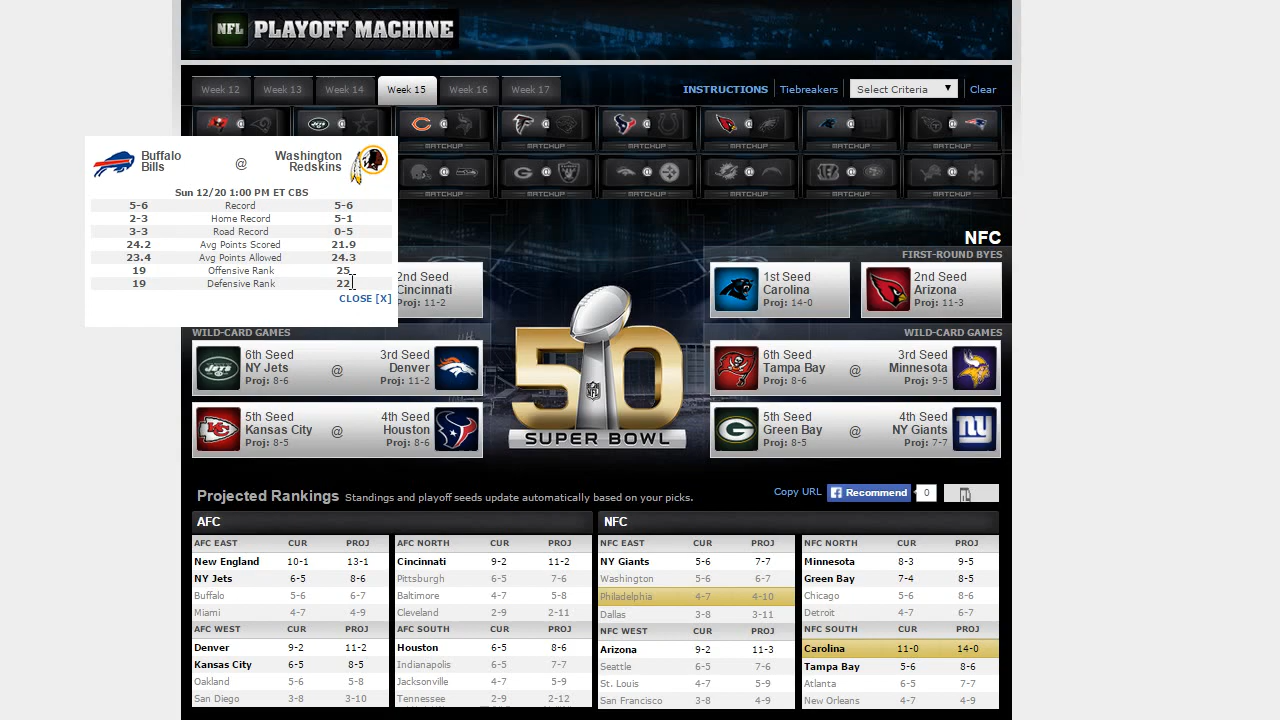 NFL PLAYOFF MACHINE
Week 12 Week 13 Week 14 Week 15 Week 16 Week 17 INSTRUCTIONS Tiebreakers Select Criteria Clear
@ @ @ @ @ @ @ @
MATCHUP MATCHUP MATCHUP MATCHUP MATCHUP MATCHUP
@ @ @ @ @ @
MATCHUP MATCHUP MATCHUP MATCHUP MATCHUP MATCHUP
Buffalo Bills @ Washington Redskins
Sun 12/20 1:00 PM ET CBS
5-6 Record 5-6
2-3 Home Record 5-1
3-3 Road Record 0-5
24.2 Avg Points Scored 21.9
23.4 Avg Points Allowed 24.3
19 Offensive Rank 25
19 Defensive Rank 22
CLOSE [X]
2nd Seed
Cincinnati
Proj: 11-2
NFC
FIRST-ROUND BYES
1st Seed
Carolina
Proj: 14-0
2nd Seed
Arizona
Proj: 11-3
WILD-CARD GAMES
6th Seed 3rd Seed
NY Jets @ Denver
Proj: 8-6 Proj: 11-2
5th Seed 4th Seed
Kansas City @ Houston
Proj: 8-5 Proj: 8-6
50
NFL
SUPER BOWL
WILD-CARD GAMES
6th Seed 3rd Seed
Tampa Bay @ Minnesota
Proj: 8-6 Proj: 9-5
5th Seed 4th Seed
Green Bay @ NY Giants
Proj: 8-5 Proj: 7-7
Projected Rankings Standings and playoff seeds update automatically based on your picks.
Copy URL Recommend 0
AFC
AFC EAST CUR PROJ
New England 10-1 13-1
NY Jets 6-5 8-6
Buffalo 5-6 6-7
Miami 4-7 4-9
AFC NORTH CUR PROJ
Cincinnati 9-2 11-2
Pittsburgh 6-5 7-6
Baltimore 4-7 5-8
Cleveland 2-9 2-11
AFC WEST CUR PROJ
Denver 9-2 11-2
Kansas City 6-5 8-5
Oakland 5-6 5-8
San Diego 3-8 3-10
AFC SOUTH CUR PROJ
Houston 6-5 8-6
Indianapolis 6-5 7-7
Jacksonville 4-7 5-9
Tennessee 2-9 2-12
NFC
NFC EAST CUR PROJ
NY Giants 5-6 7-7
Washington 5-6 6-7
Philadelphia 4-7 4-10
Dallas 3-8 3-11
NFC NORTH CUR PROJ
Minnesota 8-3 9-5
Green Bay 7-4 8-5
Chicago 5-6 8-6
Detroit 4-7 6-7
NFC WEST CUR PROJ
Arizona 9-2 11-3
Seattle 6-5 7-6
St. Louis 4-7 5-9
San Francisco 3-8 4-9
NFC SOUTH CUR PROJ
Carolina 11-0 14-0
Tampa Bay 5-6 8-6
Atlanta 6-5 7-7
New Orleans 4-7 4-9